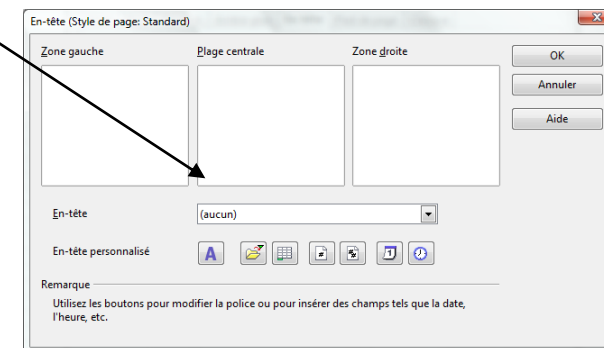 En-tête (Style de page: Standard)
Zone gauche
Plage centrale
Zone droite
OK
Annuler
Aide
En-tête
(aucun)
En-tête personnalisé
A
Remarque
Utilisez les boutons pour modifier la police ou pour insérer des champs tels que la date,
l'heure, etc.